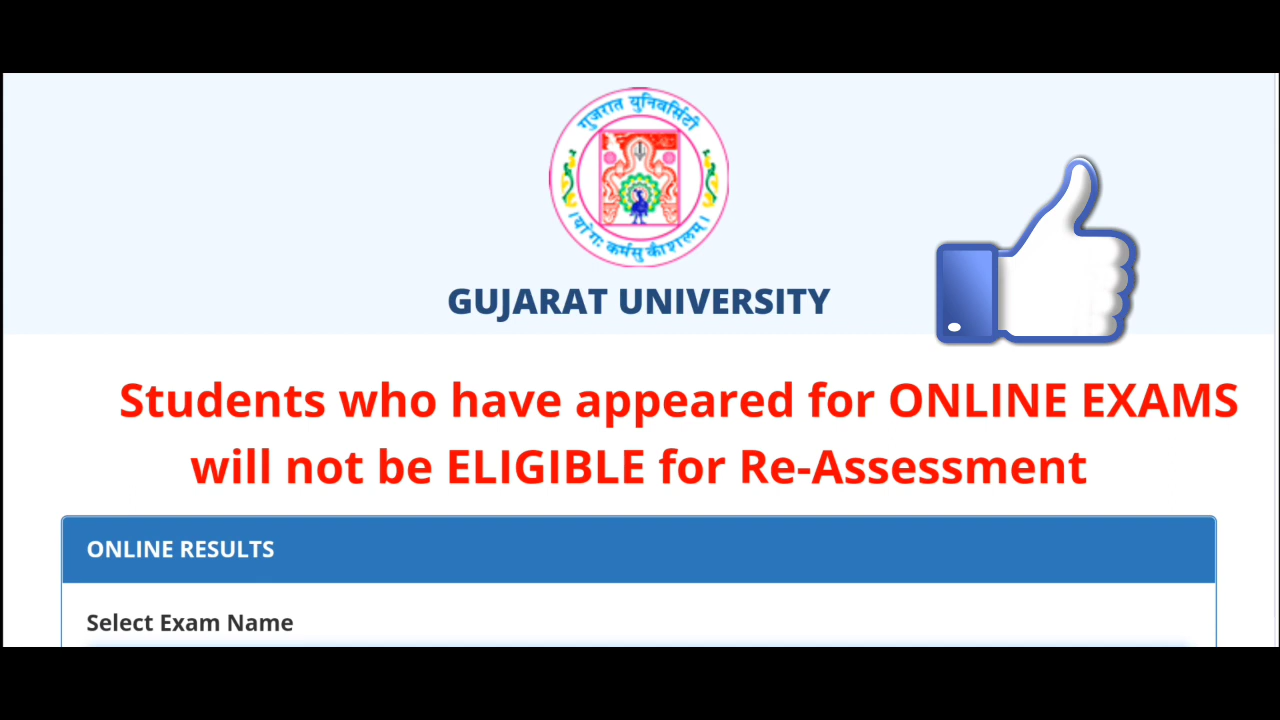 गुजरात युनिवर्सिटी
।योगः कर्मसु कौशलम्।
GUJARAT UNIVERSITY
Students who have appeared for ONLINE EXAMS
will not be ELIGIBLE for Re-Assessment
ONLINE RESULTS
Select Exam Name